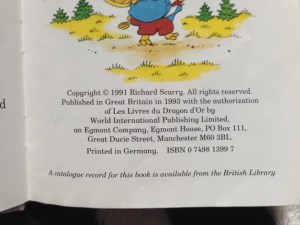 Copyright © 1991 Richard Scarry. All rights reserved.
Published in Great Britain in 1993 with the authorization
of Les Livres du Dragon d'Or by
World International Publishing Limited,
an Egmont Company, Egmont House, PO Box 111,
Great Ducie Street, Manchester M60 3BL.
Printed in Germany. ISBN 0 7498 1399 7
A catalogue record for this book is available from the British Library.